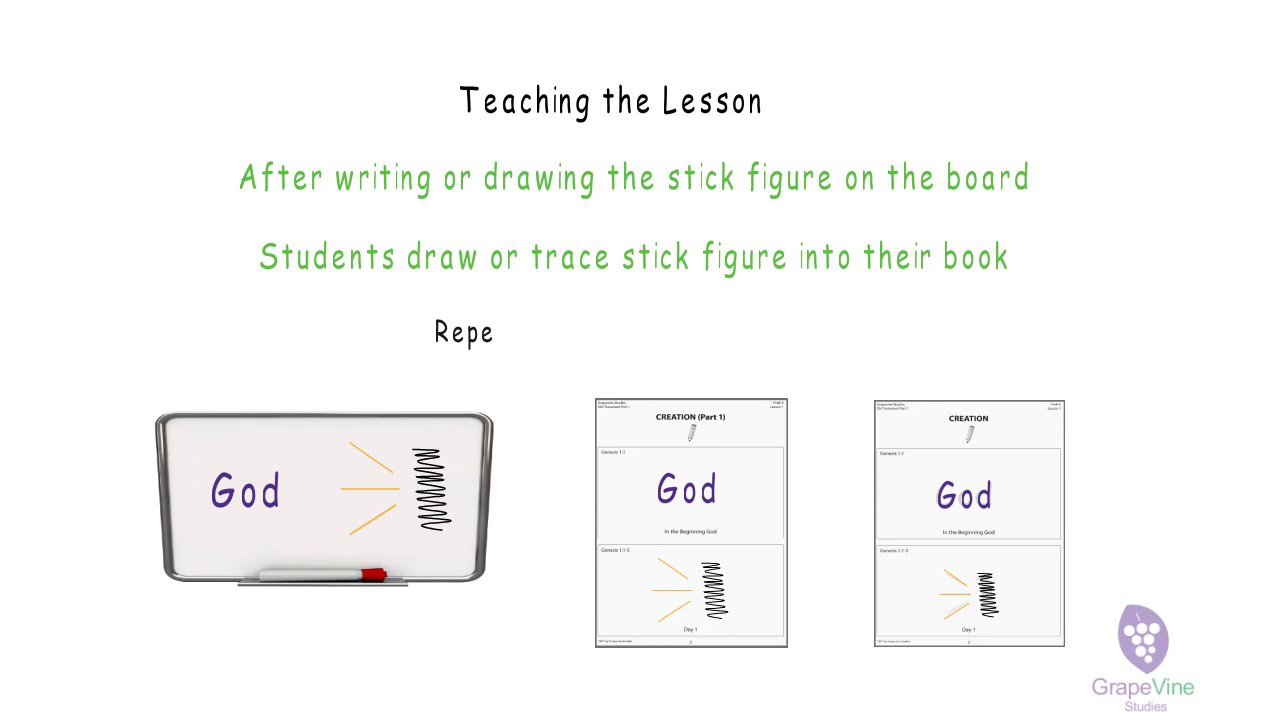 Teaching the Lesson
After writing or drawing the stick figure on the board
Students draw or trace stick figure into their book
Repe
God
CREATION (Part 1)
Genesis 1:1
God
In the Beginning God
Genesis 1:1-5
Day 1
2
CREATION
Genesis 1:1
God
In the Beginning God
Genesis 1:1-5
Day 1
GrapeVine
Studies